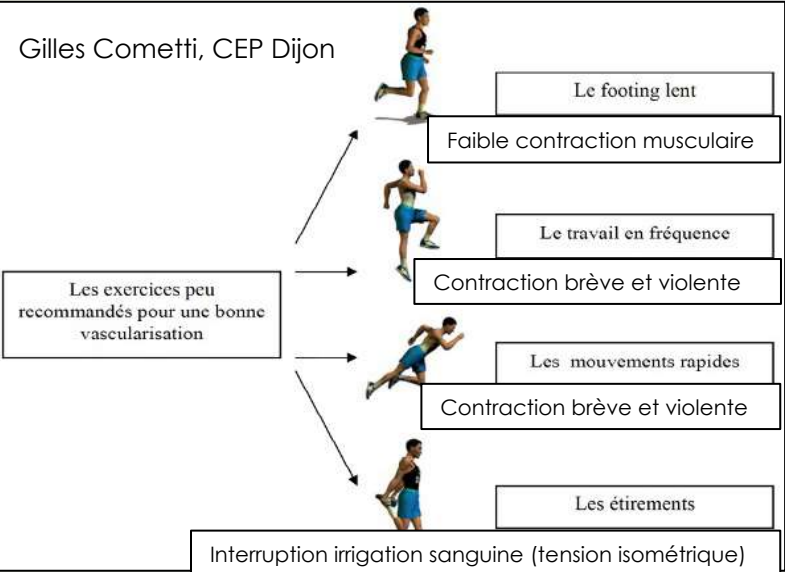 Gilles Cometti, CEP Dijon
Le footing lent
Faible contraction musculaire
Le travail en fréquence
Contraction brève et violente
Les exercices peu
recommandés pour une bonne
vascularisation
Les mouvements rapides
Contraction brève et violente
Les étirements
Interruption irrigation sanguine (tension isométrique)